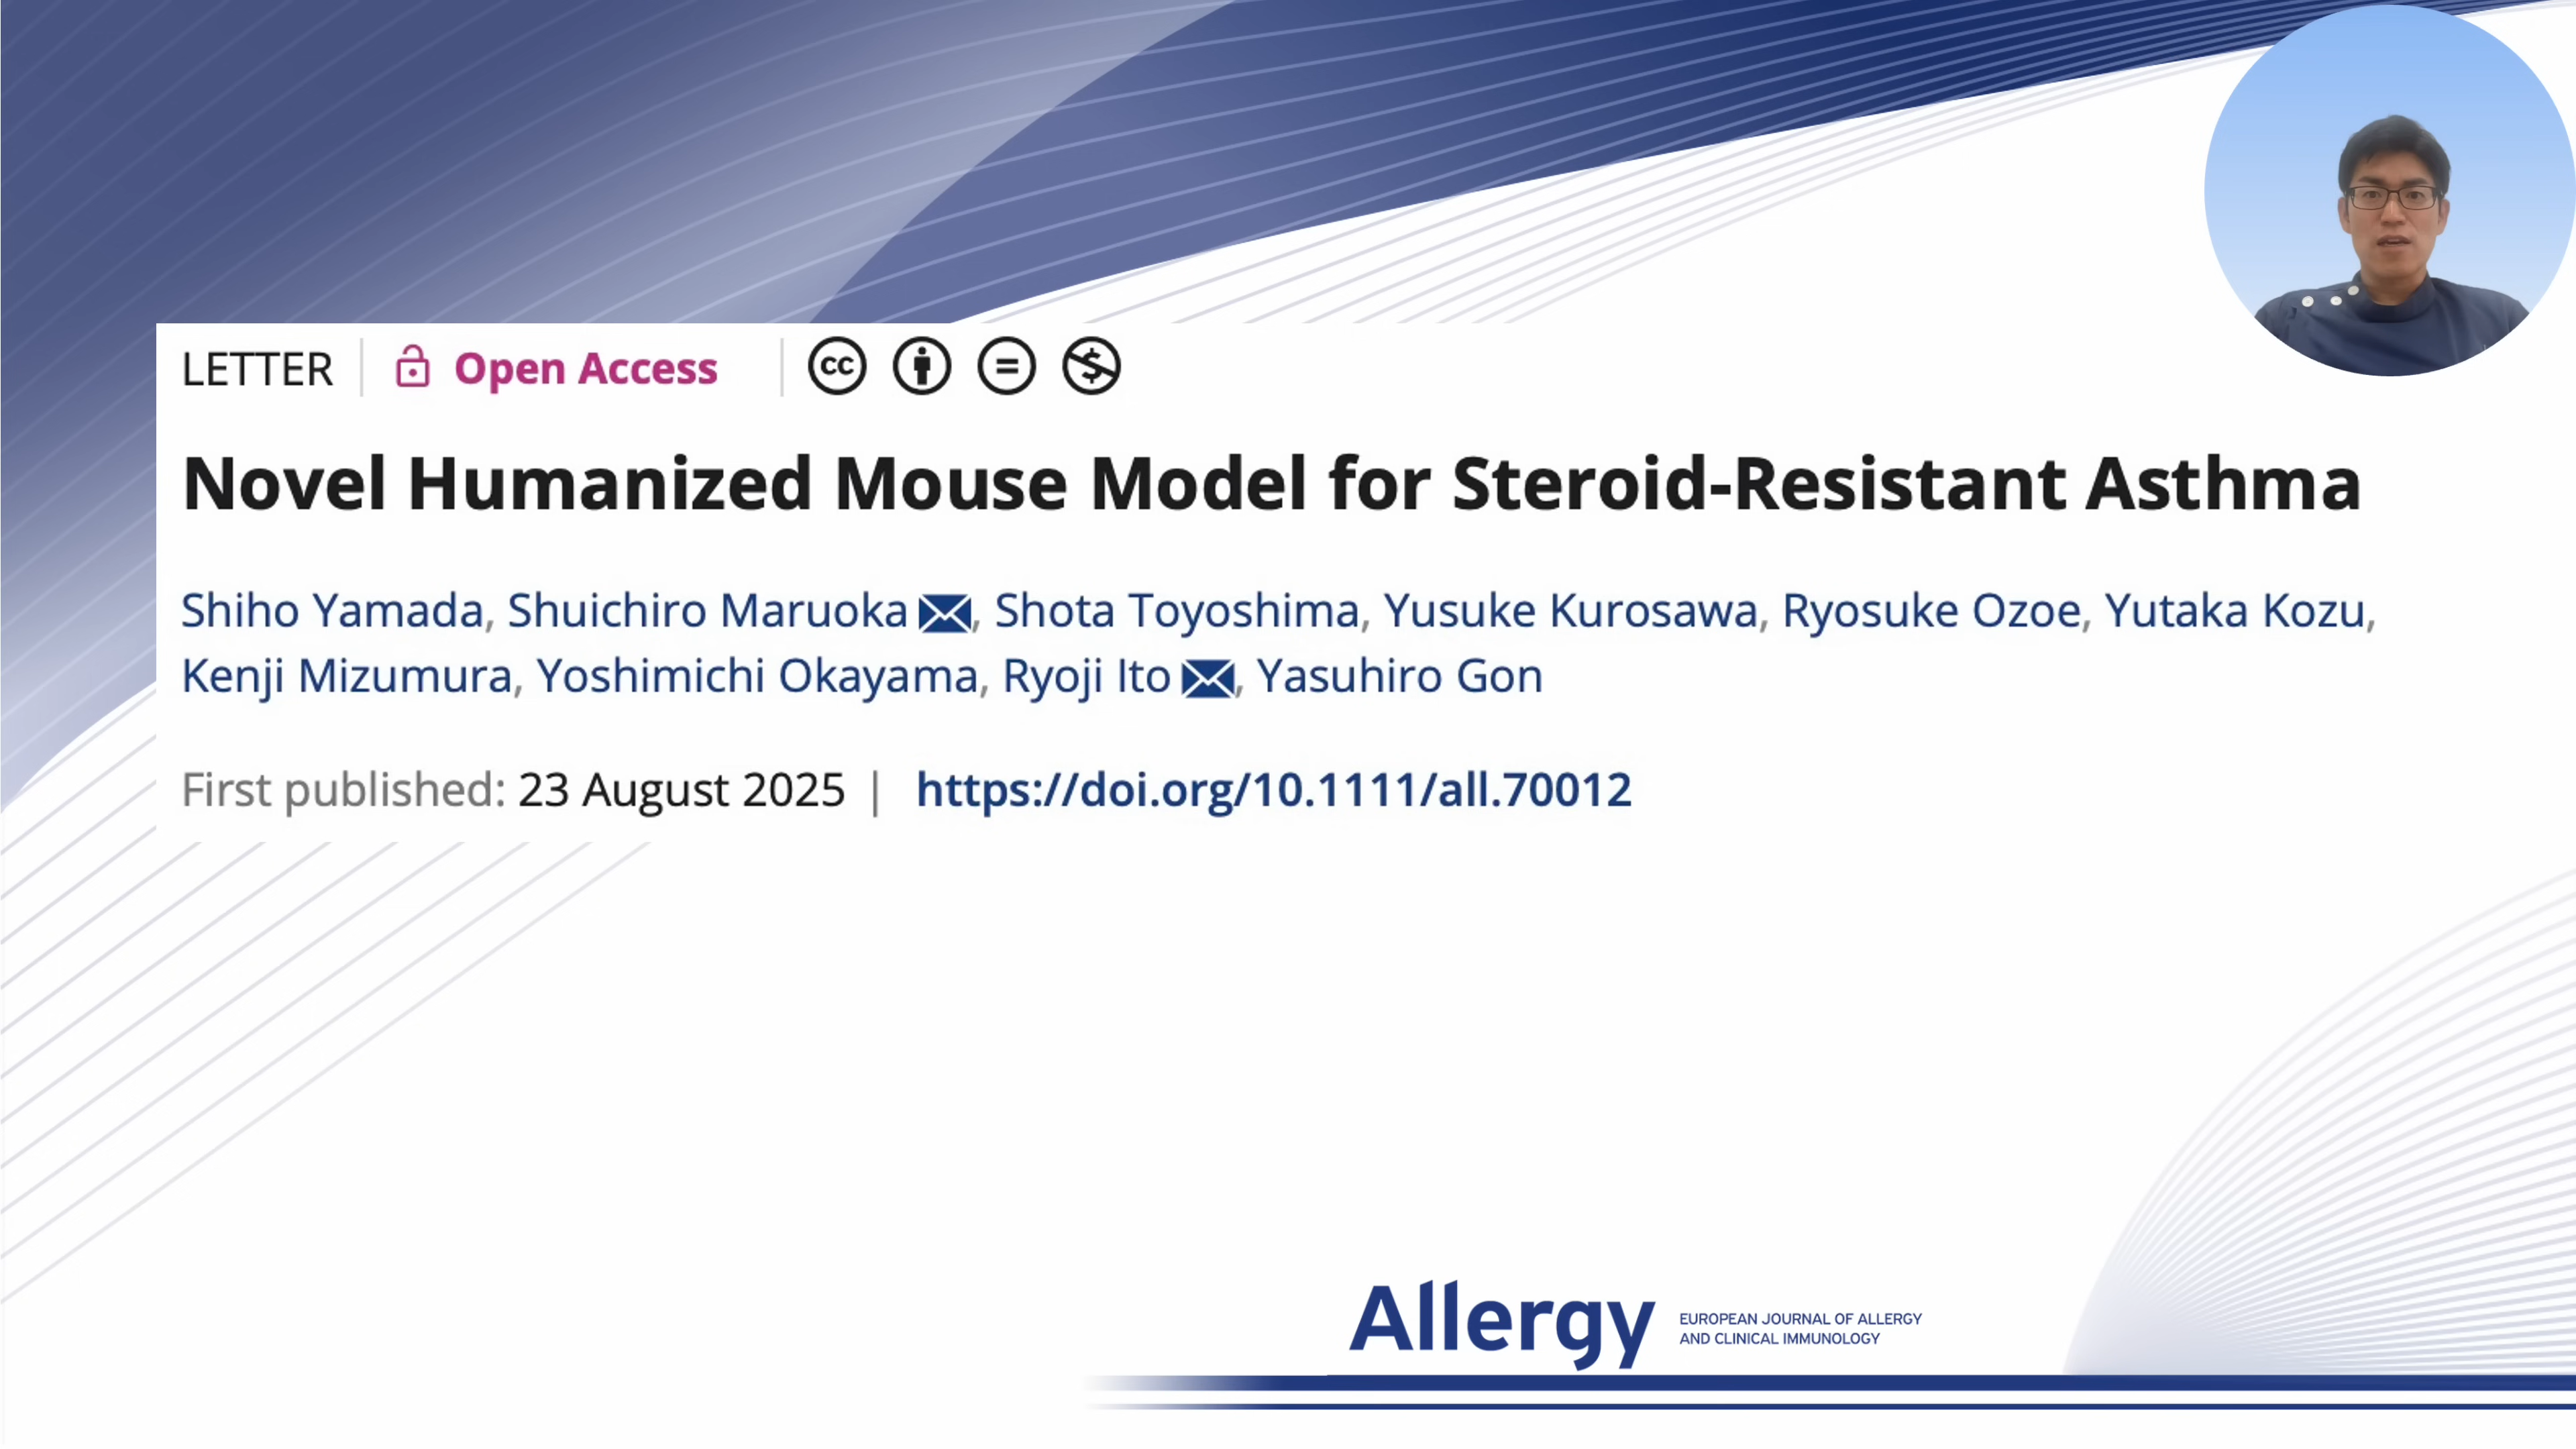 LETTER | Open Access | cc = $
Novel Humanized Mouse Model for Steroid-Resistant Asthma
Shiho Yamada, Shuichiro Maruoka, Shota Toyoshima, Yusuke Kurosawa, Ryosuke Ozoe, Yutaka Kozu,
Kenji Mizumura, Yoshimichi Okayama, Ryoji Ito, Yasuhiro Gon
First published: 23 August 2025 | https://doi.org/10.1111/all.70012
Allergy
EUROPEAN JOURNAL OF ALLERGY
AND CLINICAL IMMUNOLOGY